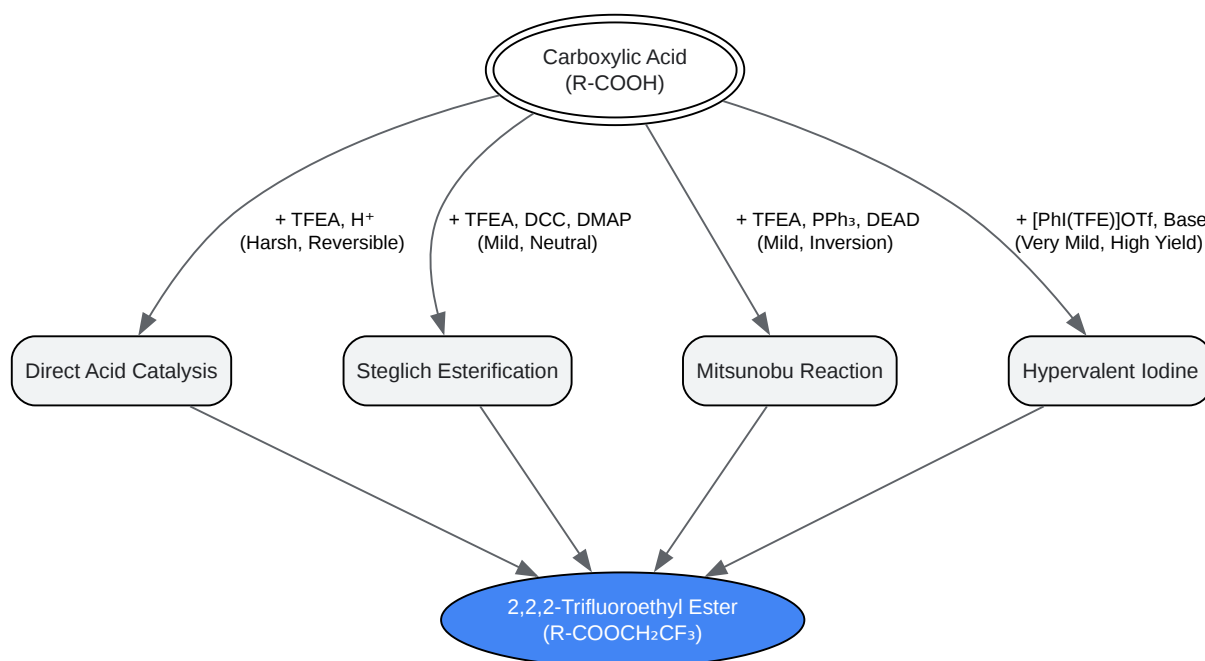 Carboxylic Acid
(R-COOH)
+ TFEA, H⁺
(Harsh, Reversible)
+ TFEA, DCC, DMAP
(Mild, Neutral)
+ TFEA, PPh₃, DEAD
(Mild, Inversion)
+ [PhI(TFE)]OTf, Base
(Very Mild, High Yield)
Direct Acid Catalysis
Steglich Esterification
Mitsunobu Reaction
Hypervalent Iodine
2,2,2-Trifluoroethyl Ester
(R-COOCH₂CF₃)